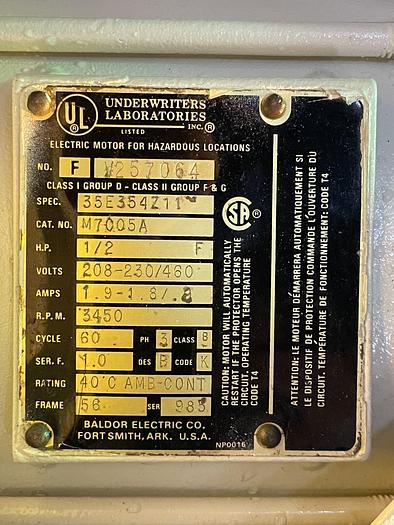 UL ®
UNDERWRITERS
LABORATORIES
INC. ®
LISTED
ELECTRIC MOTOR FOR HAZARDOUS LOCATIONS
NO. F V257064
CLASS I GROUP D - CLASS II GROUP F & G
SPEC. 35E354Z11
CAT. NO. M7005A
H.P. 1/2 F
VOLTS 208-230/460
AMPS 1.9-1.8/.8
R.P.M. 3450
CYCLE 60 PH 3 CLASS B
SER. F. 1.0 DES B CODE K
RATING 40°C AMB-CONT
FRAME 56 SER 983
BALDOR ELECTRIC CO.
FORT SMITH, ARK. U.S.A.
NP0016
SA ®
CAUTION: MOTOR WILL AUTOMATICALLY
RESTART IF THE PROTECTOR OPENS THE
CIRCUIT. OPERATING TEMPERATURE
CODE T4
ATTENTION: LE MOTEUR DÉMARRERA AUTOMATIQUEMENT SI
LE DISPOSITIF DE PROTECTION COMMANDE L'OUVERTURE DU
CIRCUIT. TEMPÉRATURE DE FONCTIONNEMENT: CODE T4